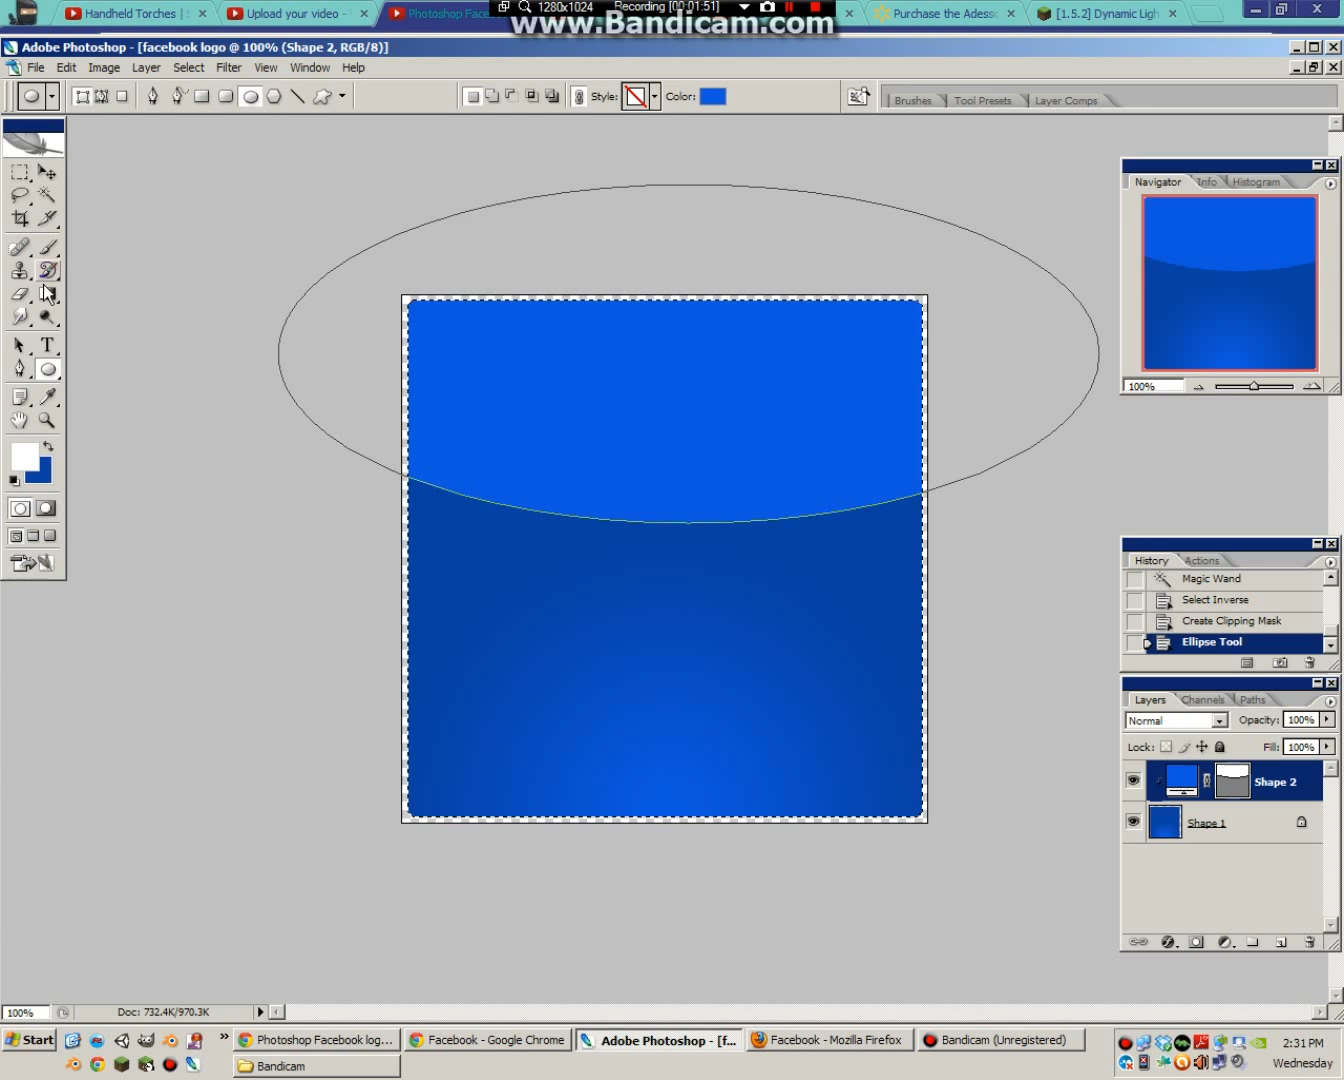 Handheld Torches |
Upload your video -
Photoshop Face
1280x1024
Recording [00:01:51]
Purchase the Adess
[1.5.2] Dynamic Ligh
www.Bandicam.com
Adobe Photoshop - [facebook logo @ 100% (Shape 2, RGB/8)]
File Edit Image Layer Select Filter View Window Help
Style:
Color:
Brushes
Tool Presets
Layer Comps
Navigator
Info
Histogram
100%
History
Actions
Magic Wand
Select Inverse
Create Clipping Mask
Ellipse Tool
Layers
Channels
Paths
Normal
Opacity: 100%
Lock:
Fill: 100%
Shape 2
Shape 1
100%
Doc: 732.4K/970.3K
Start
Photoshop Facebook log...
Facebook - Google Chrome
Adobe Photoshop - [f...
Facebook - Mozilla Firefox
Bandicam (Unregistered)
2:31 PM
Bandicam
Wednesday